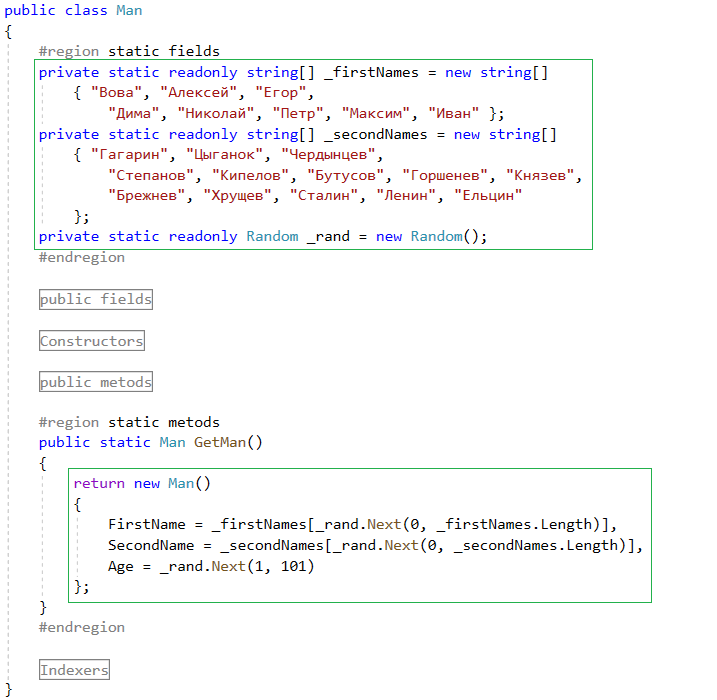 public class Man
{
#region static fields
private static readonly string[] _firstNames = new string[]
{ "Вова", "Алексей", "Егор",
"Дима", "Николай", "Петр", "Максим", "Иван" };
private static readonly string[] _secondNames = new string[]
{ "Гагарин", "Цыганок", "Чердынцев",
"Степанов", "Кипелов", "Бутусов", "Горшенев", "Князев",
"Брежнев", "Хрущев", "Сталин", "Ленин", "Ельцин"
};
private static readonly Random _rand = new Random();
#endregion
public fields
Constructors
public metods
#region static metods
public static Man GetMan()
{
return new Man()
{
FirstName = _firstNames[_rand.Next(0, _firstNames.Length)],
SecondName = _secondNames[_rand.Next(0, _secondNames.Length)],
Age = _rand.Next(1, 101)
};
}
#endregion
Indexers
}